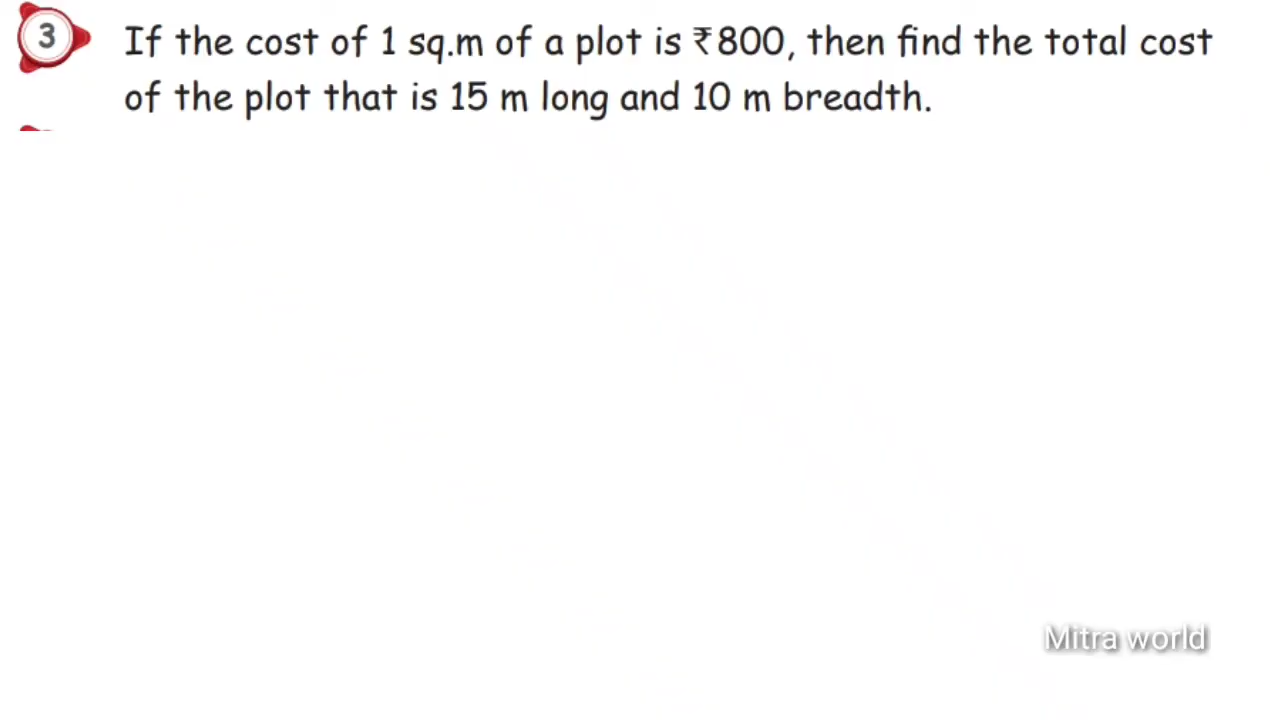 3
If the cost of 1 sq.m of a plot is ₹800, then find the total cost
of the plot that is 15 m long and 10 m breadth.
Mitra world